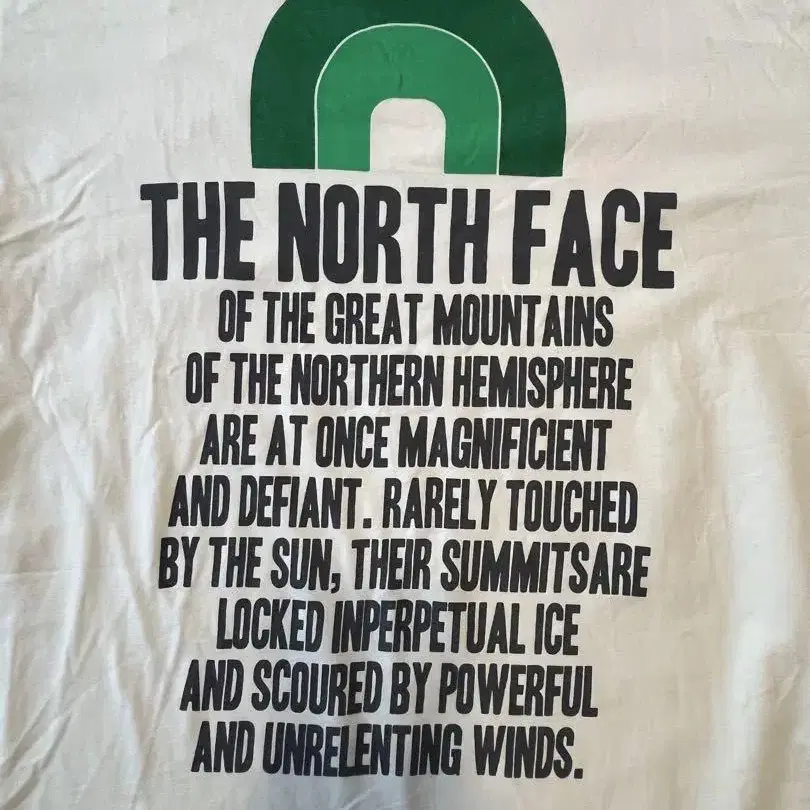 THE NORTH FACE
OF THE GREAT MOUNTAINS
OF THE NORTHERN HEMISPHERE
ARE AT ONCE MAGNIFICIENT
AND DEFIANT. RARELY TOUCHED
BY THE SUN, THEIR SUMMITSARE
LOCKED INPERPETUAL ICE
AND SCOURED BY POWERFUL
AND UNRELENTING WINDS.